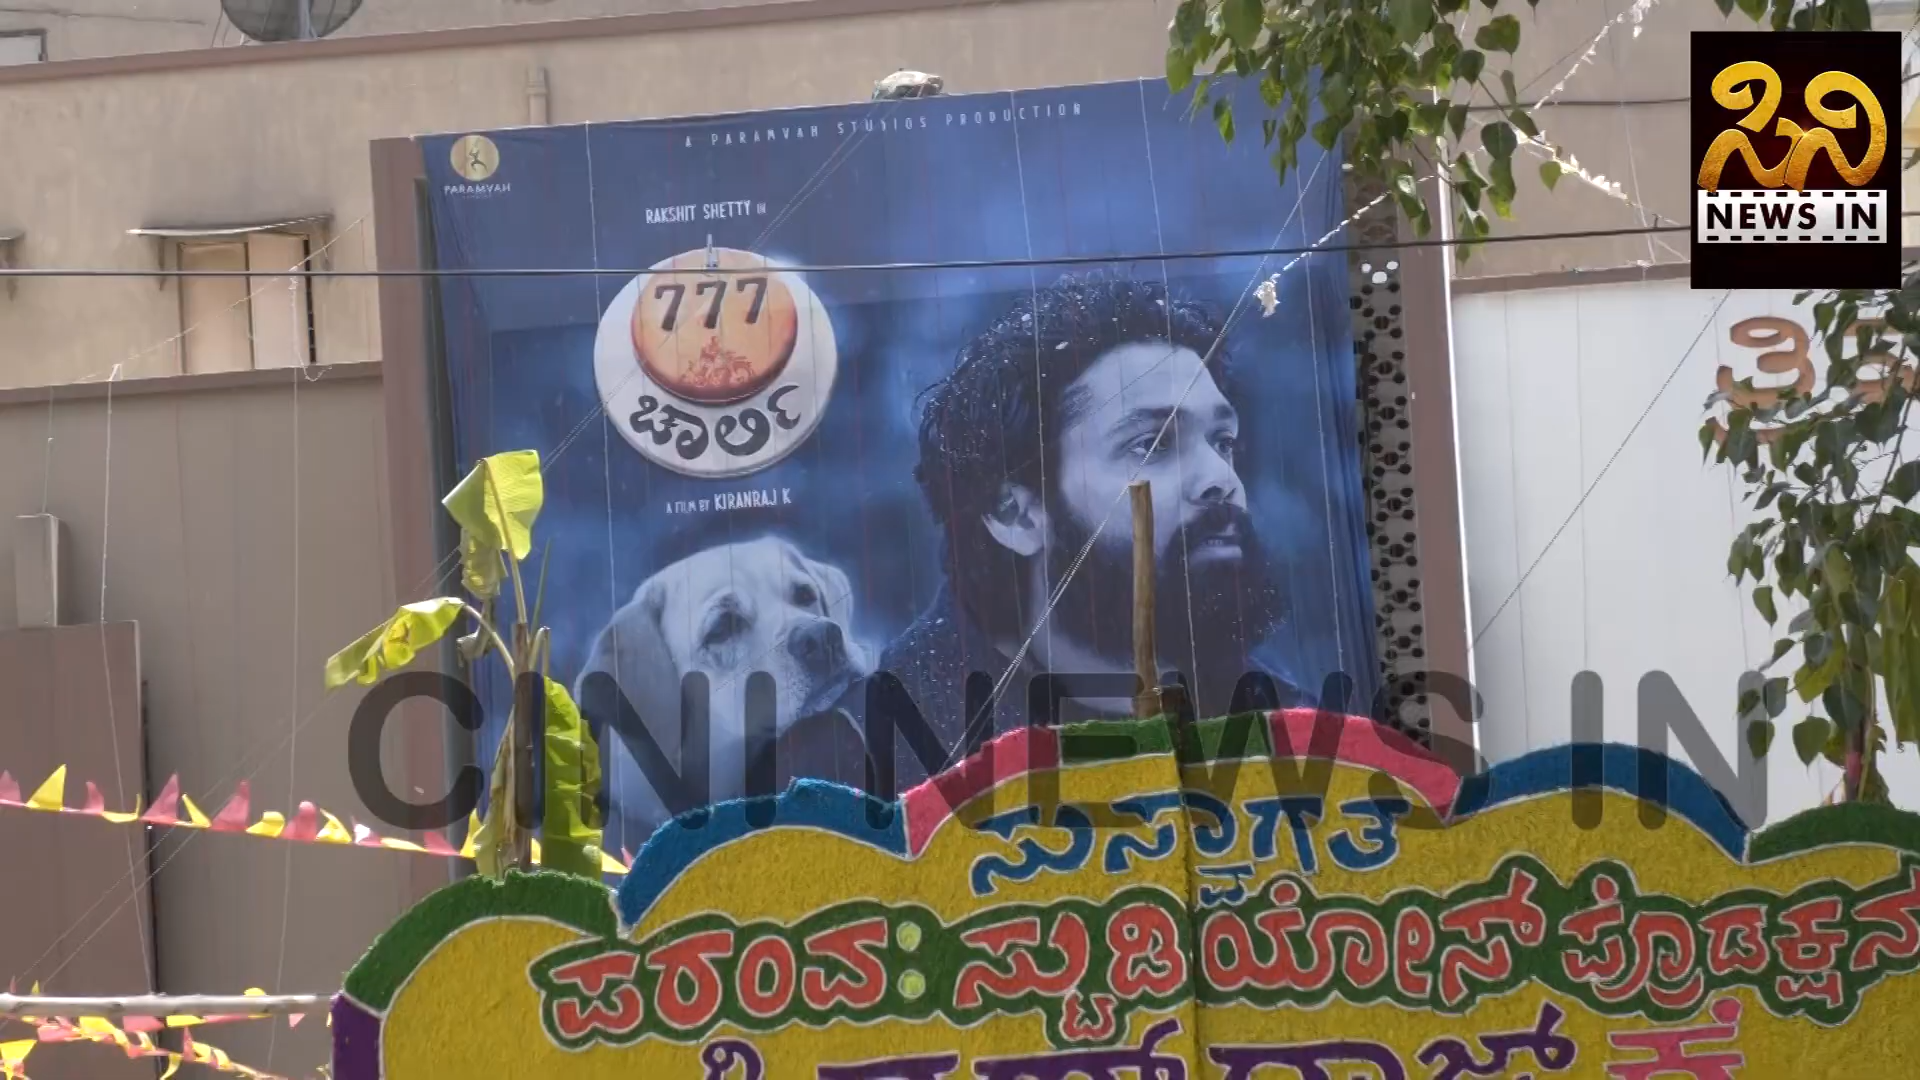 A PARAMVAH STUDIOS PRODUCTION
PARAMVAH
RAKSHIT SHETTY IN
777
ಚಾರ್ಲಿ
A FILM BY KIRANRAJ K
ಸಿನಿ
NEWS IN
CINI NEWS IN
ಸುಸ್ವಾಗತ
ಪರಂವಃ ಸ್ಟುಡಿಯೋಸ್ ಪ್ರೊಡಕ್ಷನ